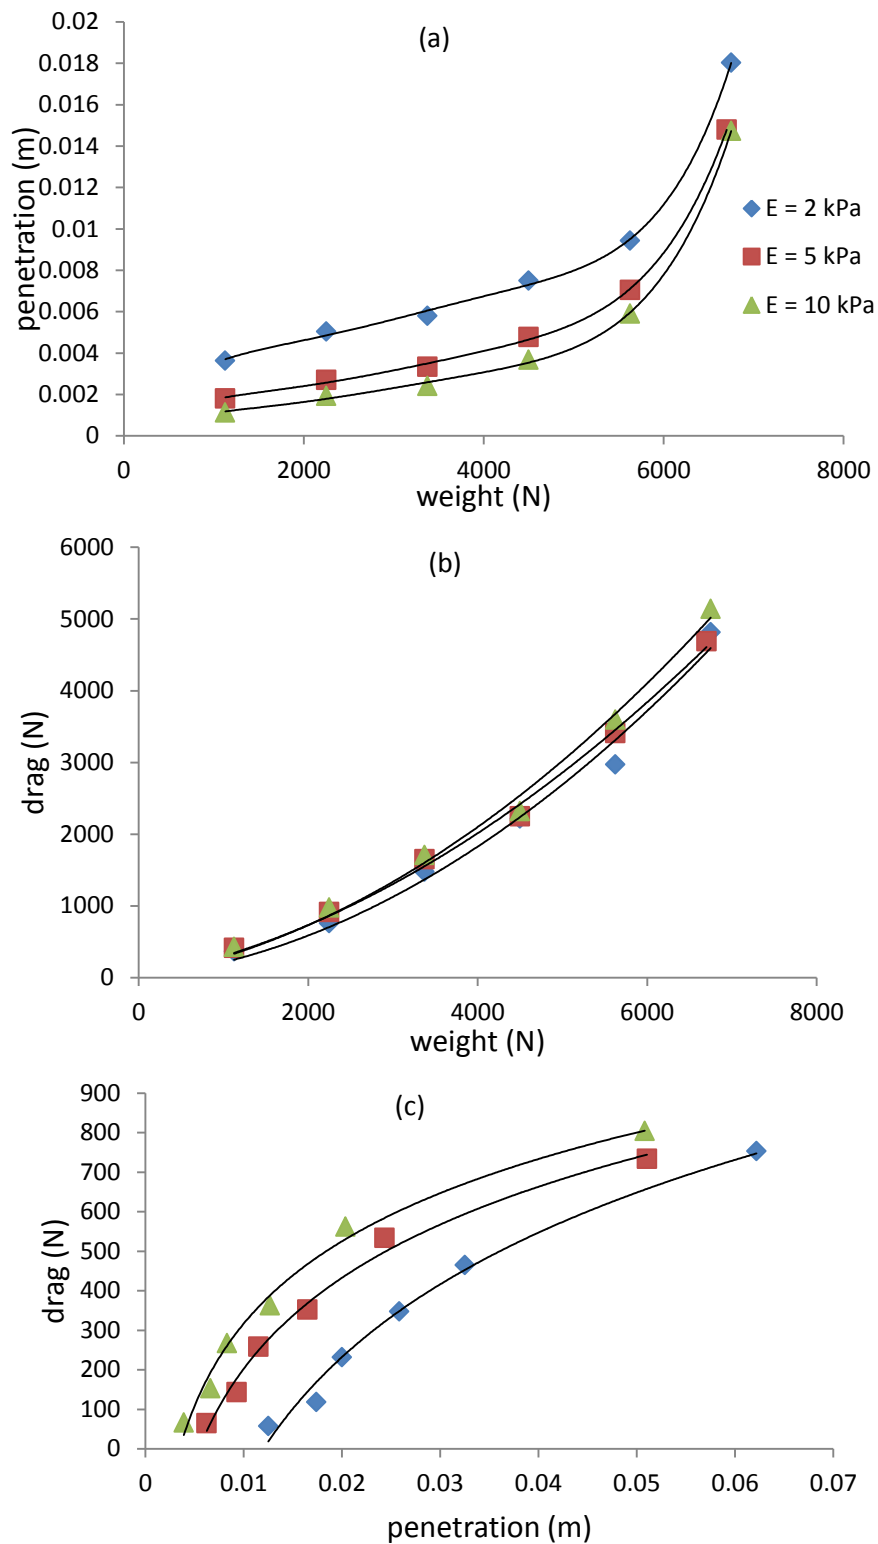 (a)
0.02
0.018
0.016
0.014
0.012
0.01
0.008
0.006
0.004
0.002
0
penetration (m)
0 2000 4000 6000 8000
weight (N)
E = 2 kPa
E = 5 kPa
E = 10 kPa
(b)
6000
5000
4000
3000
2000
1000
0
drag (N)
0 2000 4000 6000 8000
weight (N)
(c)
900
800
700
600
500
400
300
200
100
0
drag (N)
0 0.01 0.02 0.03 0.04 0.05 0.06 0.07
penetration (m)